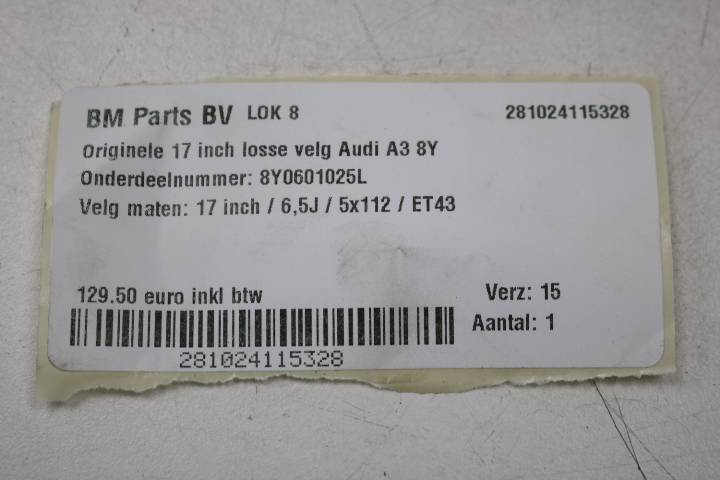 BM Parts BV LOK 8 281024115328
Originele 17 inch losse velg Audi A3 8Y
Onderdeelnummer: 8Y0601025L
Velg maten: 17 inch / 6,5J / 5x112 / ET43
129.50 euro inkl btw Verz: 15
Aantal: 1
281024115328